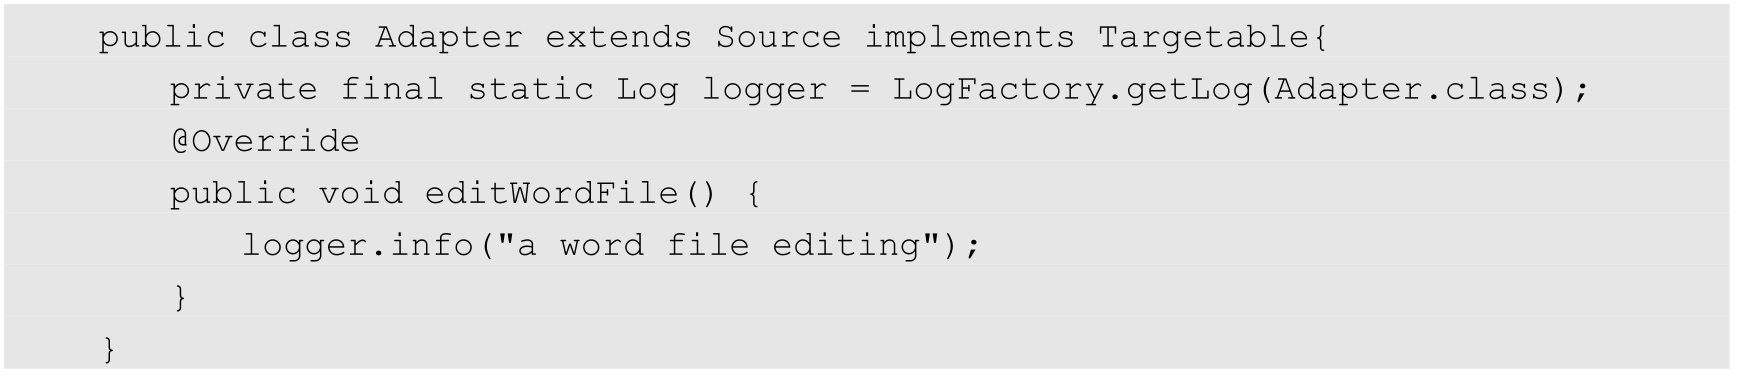 public class Adapter extends Source implements Targetable{
    private final static Log logger = LogFactory.getLog(Adapter.class);
    @Override
    public void editWordFile() {
        logger.info("a word file editing");
    }
}